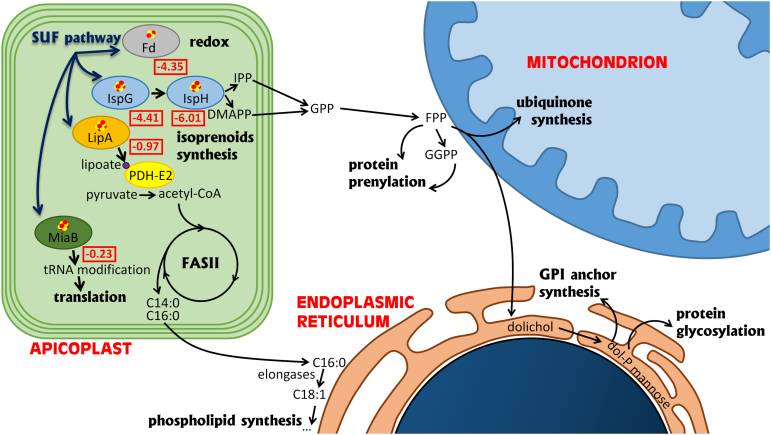 SUF pathway
Fd
redox
-4.35
IspG
IspH
IPP
DMAPP
-4.41
-6.01
isoprenoids
synthesis
LipA
-0.97
lipoate
PDH-E2
pyruvate
acetyl-CoA
MiaB
-0.23
tRNA modification
translation
FASII
C14:0
C16:0
APICOPLAST
GPP
FPP
GGPP
protein
prenylation
MITOCHONDRION
ubiquinone
synthesis
ENDOPLASMIC
RETICULUM
C16:0
elongases
C18:1
phospholipid synthesis
...
dolichol
dol-P mannose
GPI anchor
synthesis
protein
glycosylation